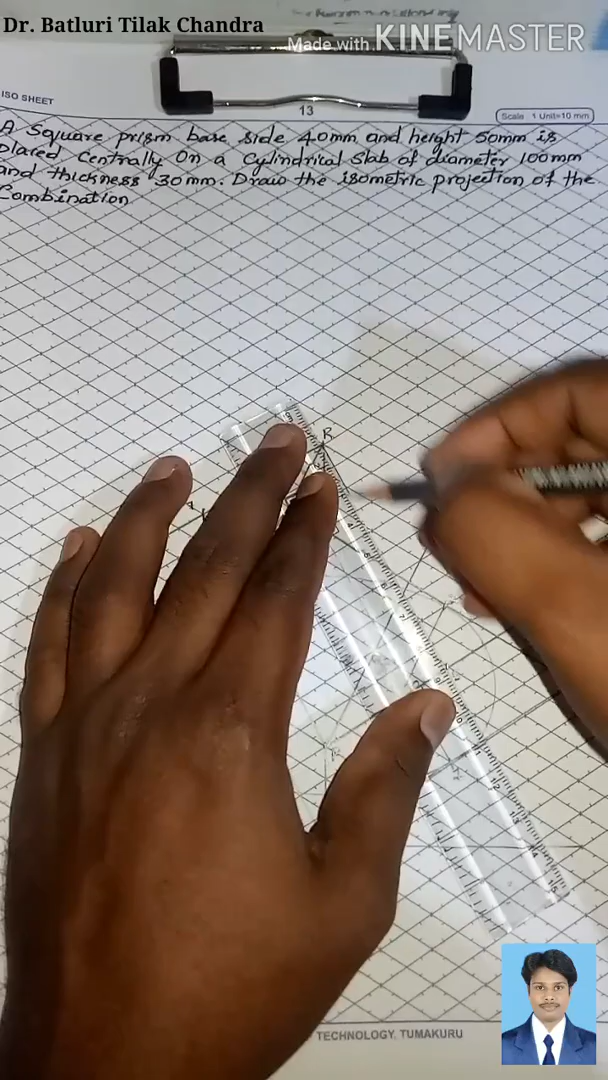 Dr. Batluri Tilak Chandra
Made with KINEMASTER
ISO SHEET
13
Scale 1 Unit=10 mm
A Square prism base side 40mm and height 50mm is
placed Centrally On a Cylindrical Slab of diameter 100mm
and thickness 30mm. Draw the isometric projection of the
Combination
R
TECHNOLOGY, TUMAKURU